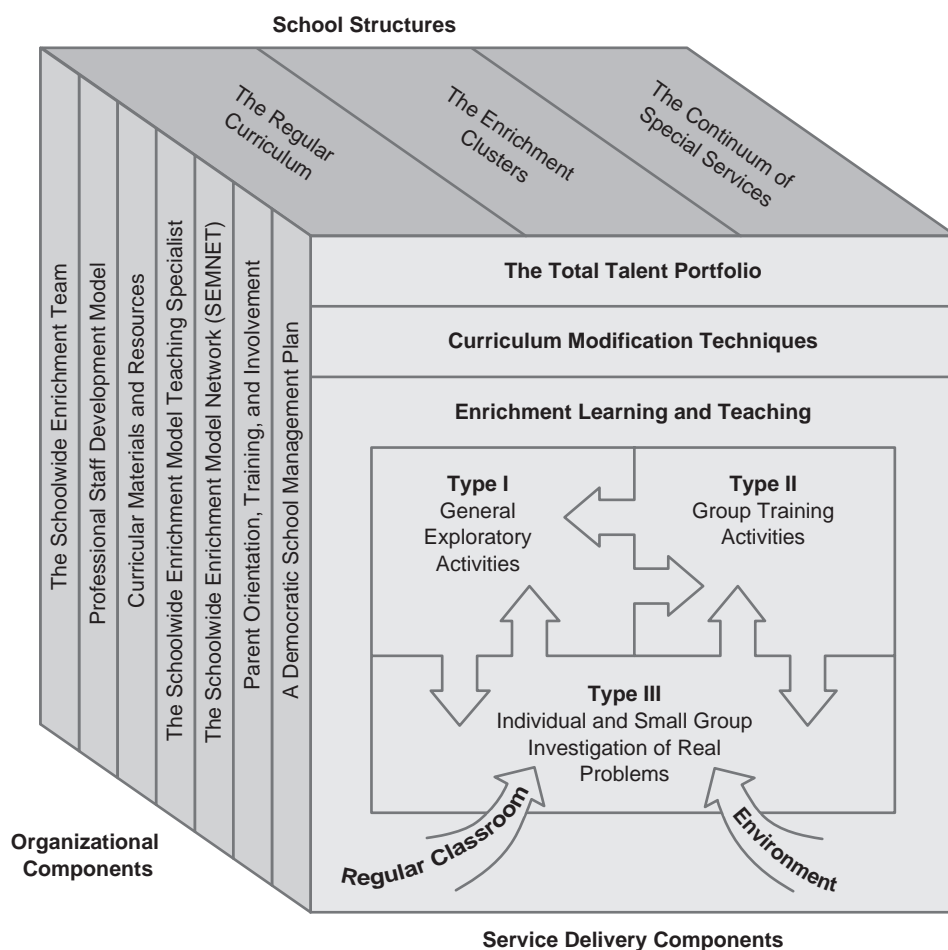 School Structures
The Regular
Curriculum
The Enrichment
Clusters
The Continuum of
Special Services
The Schoolwide Enrichment Team
Professional Staff Development Model
Curricular Materials and Resources
The Schoolwide Enrichment Model Teaching Specialist
The Schoolwide Enrichment Model Network (SEMNET)
Parent Orientation, Training, and Involvement
A Democratic School Management Plan
The Total Talent Portfolio
Curriculum Modification Techniques
Enrichment Learning and Teaching
Type I
General
Exploratory
Activities
Type II
Group Training
Activities
Type III
Individual and Small Group
Investigation of Real
Problems
Regular Classroom
Environment
Organizational
Components
Service Delivery Components